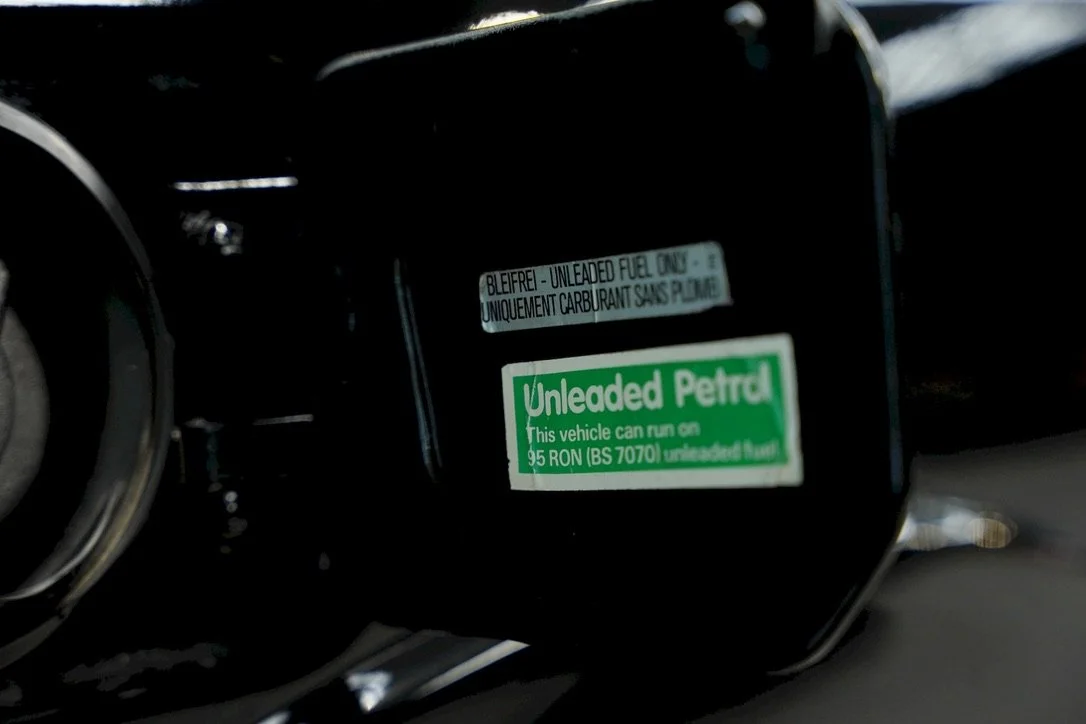 BLEIFREI - UNLEADED FUEL ONLY -
UNIQUEMENT CARBURANT SANS PLOMB
Unleaded Petrol
This vehicle can run on
95 RON (BS 7070) unleaded fuel